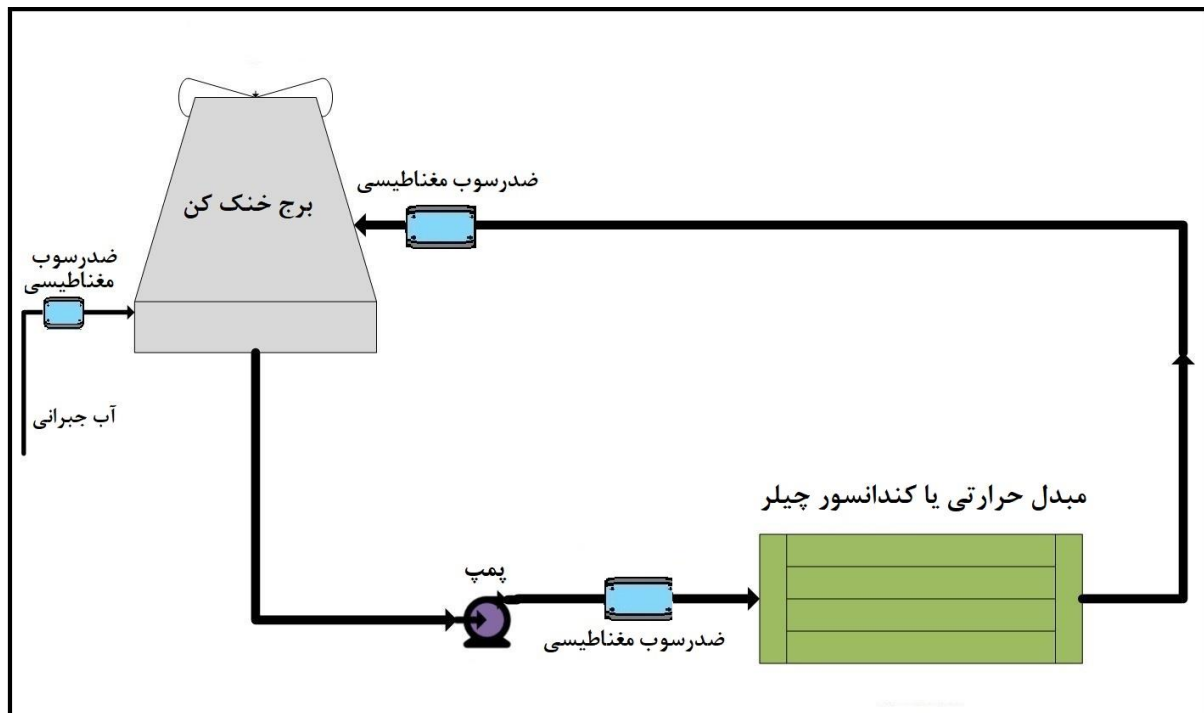 ضدرسوب مغناطیسی
برج خنک کن
ضدرسوب
مغناطیسی
آب جبرانی
مبدل حرارتی یا کندانسور چیلر
پمپ
ضدرسوب مغناطیسی